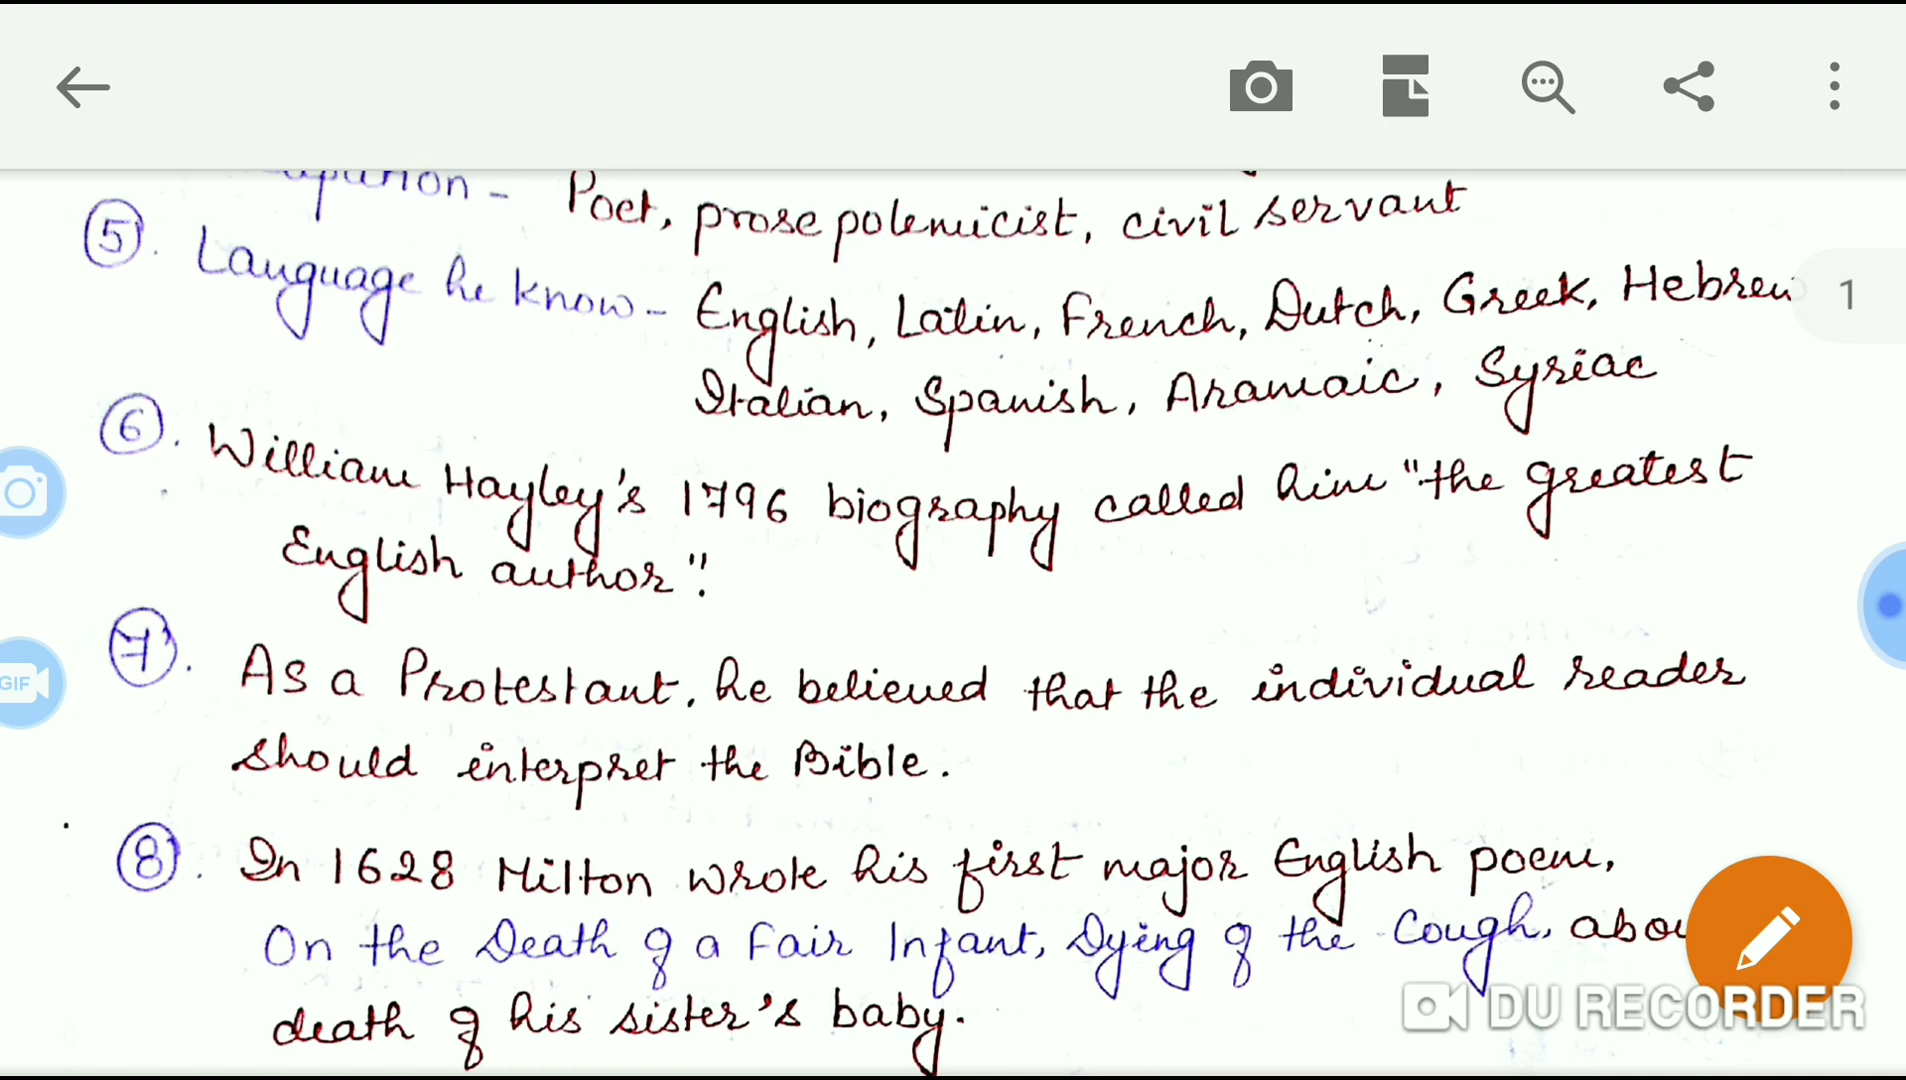 Poet, prose polemicist, civil servant
5. Language he know - English, Latin, French, Dutch, Greek, Hebrew
1
Italian, Spanish, Aramaic, Syriac
6. William Hayley's 1796 biography called him "the greatest
English author".
GIF
7. As a Protestant, he believed that the individual reader
should interpret the Bible.
8. In 1628 Milton wrote his first major English poem,
On the Death of a Fair Infant, Dying of the Cough, abou
death of his sister's baby.
DU RECORDER